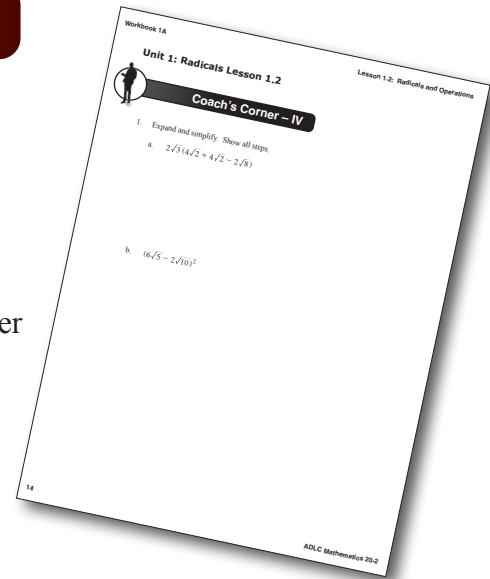 Workbook 1A
Lesson 1.2: Radicals and Operations
Unit 1: Radicals Lesson 1.2
Coach's Corner – IV
1. Expand and simplify. Show all steps.
a. 2√3(4√2 + 4√2 − 2√8)
b. (6√5 − 2√10)²
er
14
ADLC Mathematics 20-2